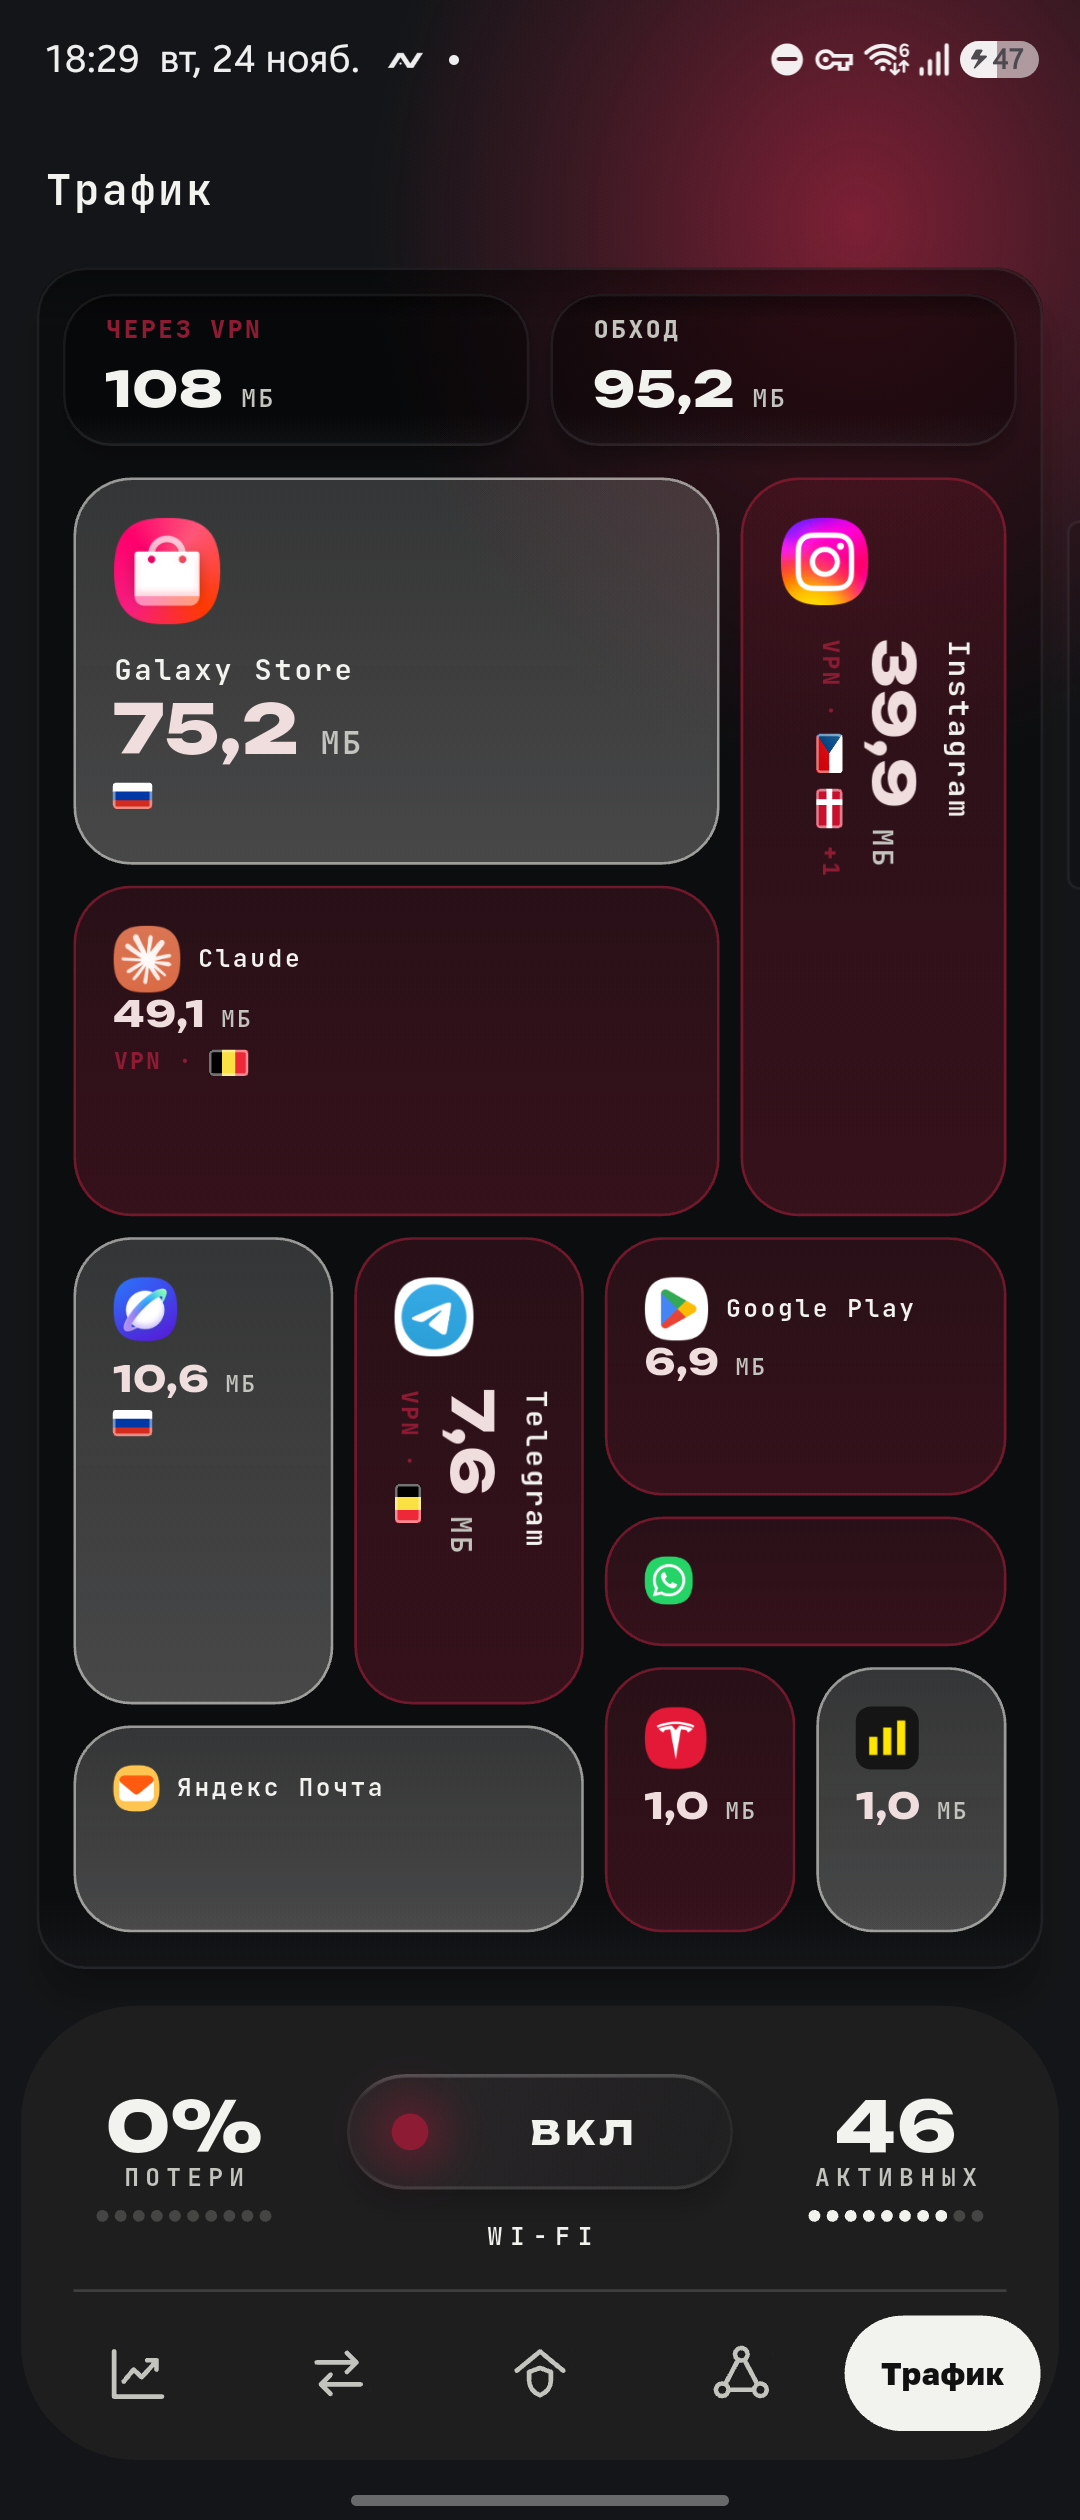 18:29 вт, 24 нояб.
6
47
Трафик
ЧЕРЕЗ VPN
108 МБ
ОБХОД
95,2 МБ
Galaxy Store
75,2 МБ
Instagram
39,9 МБ
VPN · +1
Claude
49,1 МБ
VPN ·
10,6 МБ
Telegram
7,6 МБ
VPN ·
Google Play
6,9 МБ
Яндекс Почта
1,0 МБ
1,0 МБ
0%
ПОТЕРИ
ВКЛ
WI-FI
46
АКТИВНЫХ
Трафик